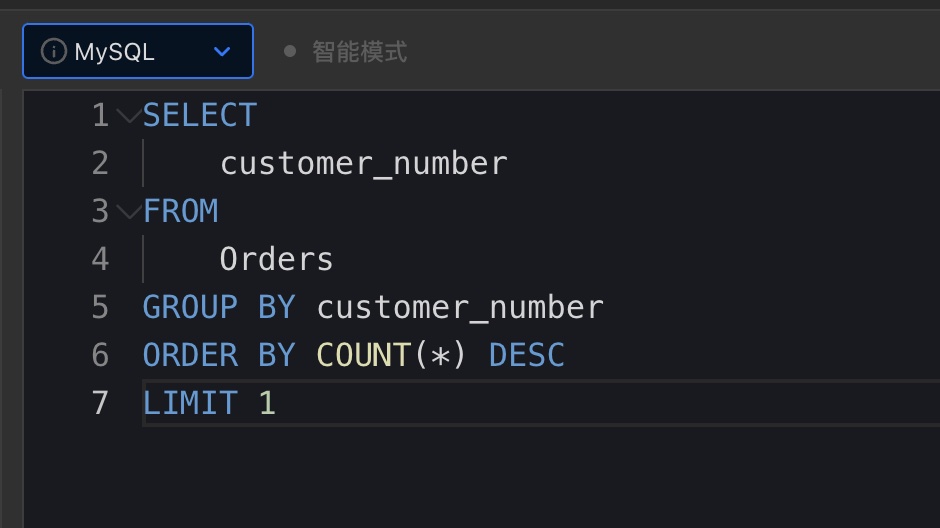 MySQL 智能模式
1 SELECT
2 customer_number
3 FROM
4 Orders
5 GROUP BY customer_number
6 ORDER BY COUNT(*) DESC
7 LIMIT 1